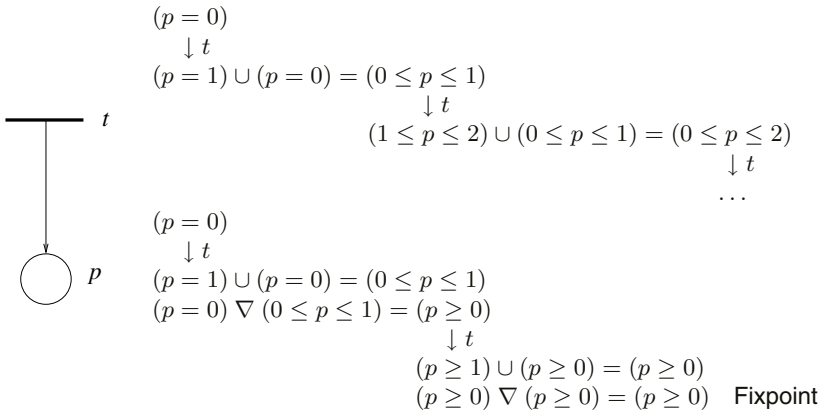 (p = 0)
↓ t
(p = 1) ∪ (p = 0) = (0 ≤ p ≤ 1)
↓ t
t
(1 ≤ p ≤ 2) ∪ (0 ≤ p ≤ 1) = (0 ≤ p ≤ 2)
↓ t
...
(p = 0)
↓ t
p
(p = 1) ∪ (p = 0) = (0 ≤ p ≤ 1)
(p = 0) ∇ (0 ≤ p ≤ 1) = (p ≥ 0)
↓ t
(p ≥ 1) ∪ (p ≥ 0) = (p ≥ 0)
(p ≥ 0) ∇ (p ≥ 0) = (p ≥ 0) Fixpoint